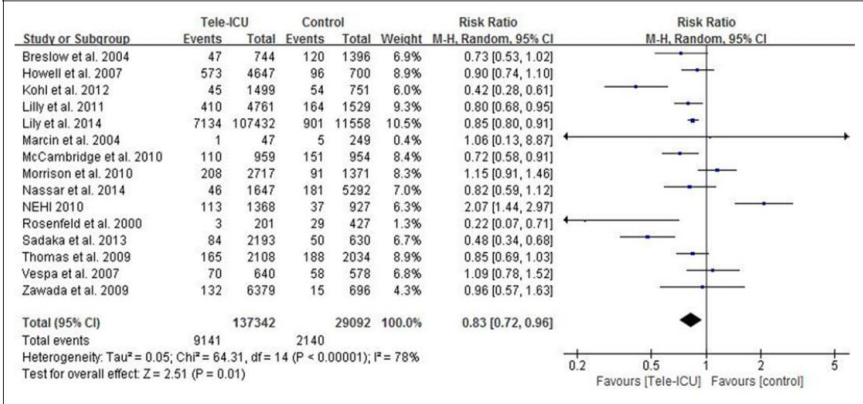 Tele-ICU Control Risk Ratio Risk Ratio
Study or Subgroup Events Total Events Total Weight M-H, Random, 95% CI M-H, Random, 95% CI
Breslow et al. 2004 47 744 120 1396 6.9% 0.73 [0.53, 1.02]
Howell et al. 2007 573 4647 96 700 8.9% 0.90 [0.74, 1.10]
Kohl et al. 2012 45 1499 54 751 6.2% 0.42 [0.28, 0.61]
Lilly et al. 2011 410 4761 164 1529 9.4% 0.80 [0.68, 0.95]
Lily et al. 2014 7134 107432 901 11558 10.5% 0.85 [0.80, 0.91]
Marcin et al. 2004 1 47 5 249 0.4% 1.06 [0.13, 8.87]
McCambridge et al. 2010 110 959 151 954 8.4% 0.72 [0.58, 0.91]
Morrison et al. 2010 208 2717 91 1371 8.2% 1.15 [0.91, 1.46]
Nassar et al. 2014 46 1647 181 5292 7.0% 0.82 [0.59, 1.12]
NEHI 2010 113 1368 37 927 6.5% 2.07 [1.44, 2.97]
Rosenfeld et al. 2000 3 201 29 427 1.3% 0.22 [0.07, 0.71]
Sadaka et al. 2013 84 2193 50 630 6.7% 0.48 [0.34, 0.68]
Thomas et al. 2009 165 2108 188 2034 8.8% 0.85 [0.69, 1.03]
Vespa et al. 2007 70 640 58 578 6.8% 1.09 [0.78, 1.52]
Zawada et al. 2009 132 6379 15 696 4.3% 0.96 [0.57, 1.63]
Total (95% CI) 137342 29092 100.0% 0.83 [0.72, 0.96]
Total events 9141 2140
Heterogeneity: Tau² = 0.05; Chi² = 64.31, df = 14 (P < 0.00001); I² = 78%
Test for overall effect: Z = 2.51 (P = 0.01)
0.2 0.5 1 2 5
Favours [Tele-ICU] Favours [control]